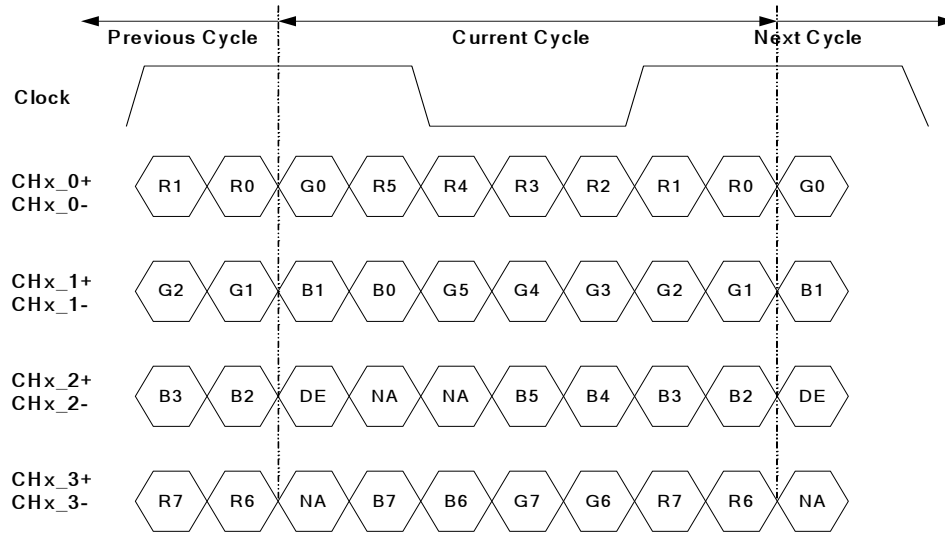 Previous Cycle Current Cycle Next Cycle
Clock
CHx_0+
CHx_0-
R1 R0 G0 R5 R4 R3 R2 R1 R0 G0
CHx_1+
CHx_1-
G2 G1 B1 B0 G5 G4 G3 G2 G1 B1
CHx_2+
CHx_2-
B3 B2 DE NA NA B5 B4 B3 B2 DE
CHx_3+
CHx_3-
R7 R6 NA B7 B6 G7 G6 R7 R6 NA